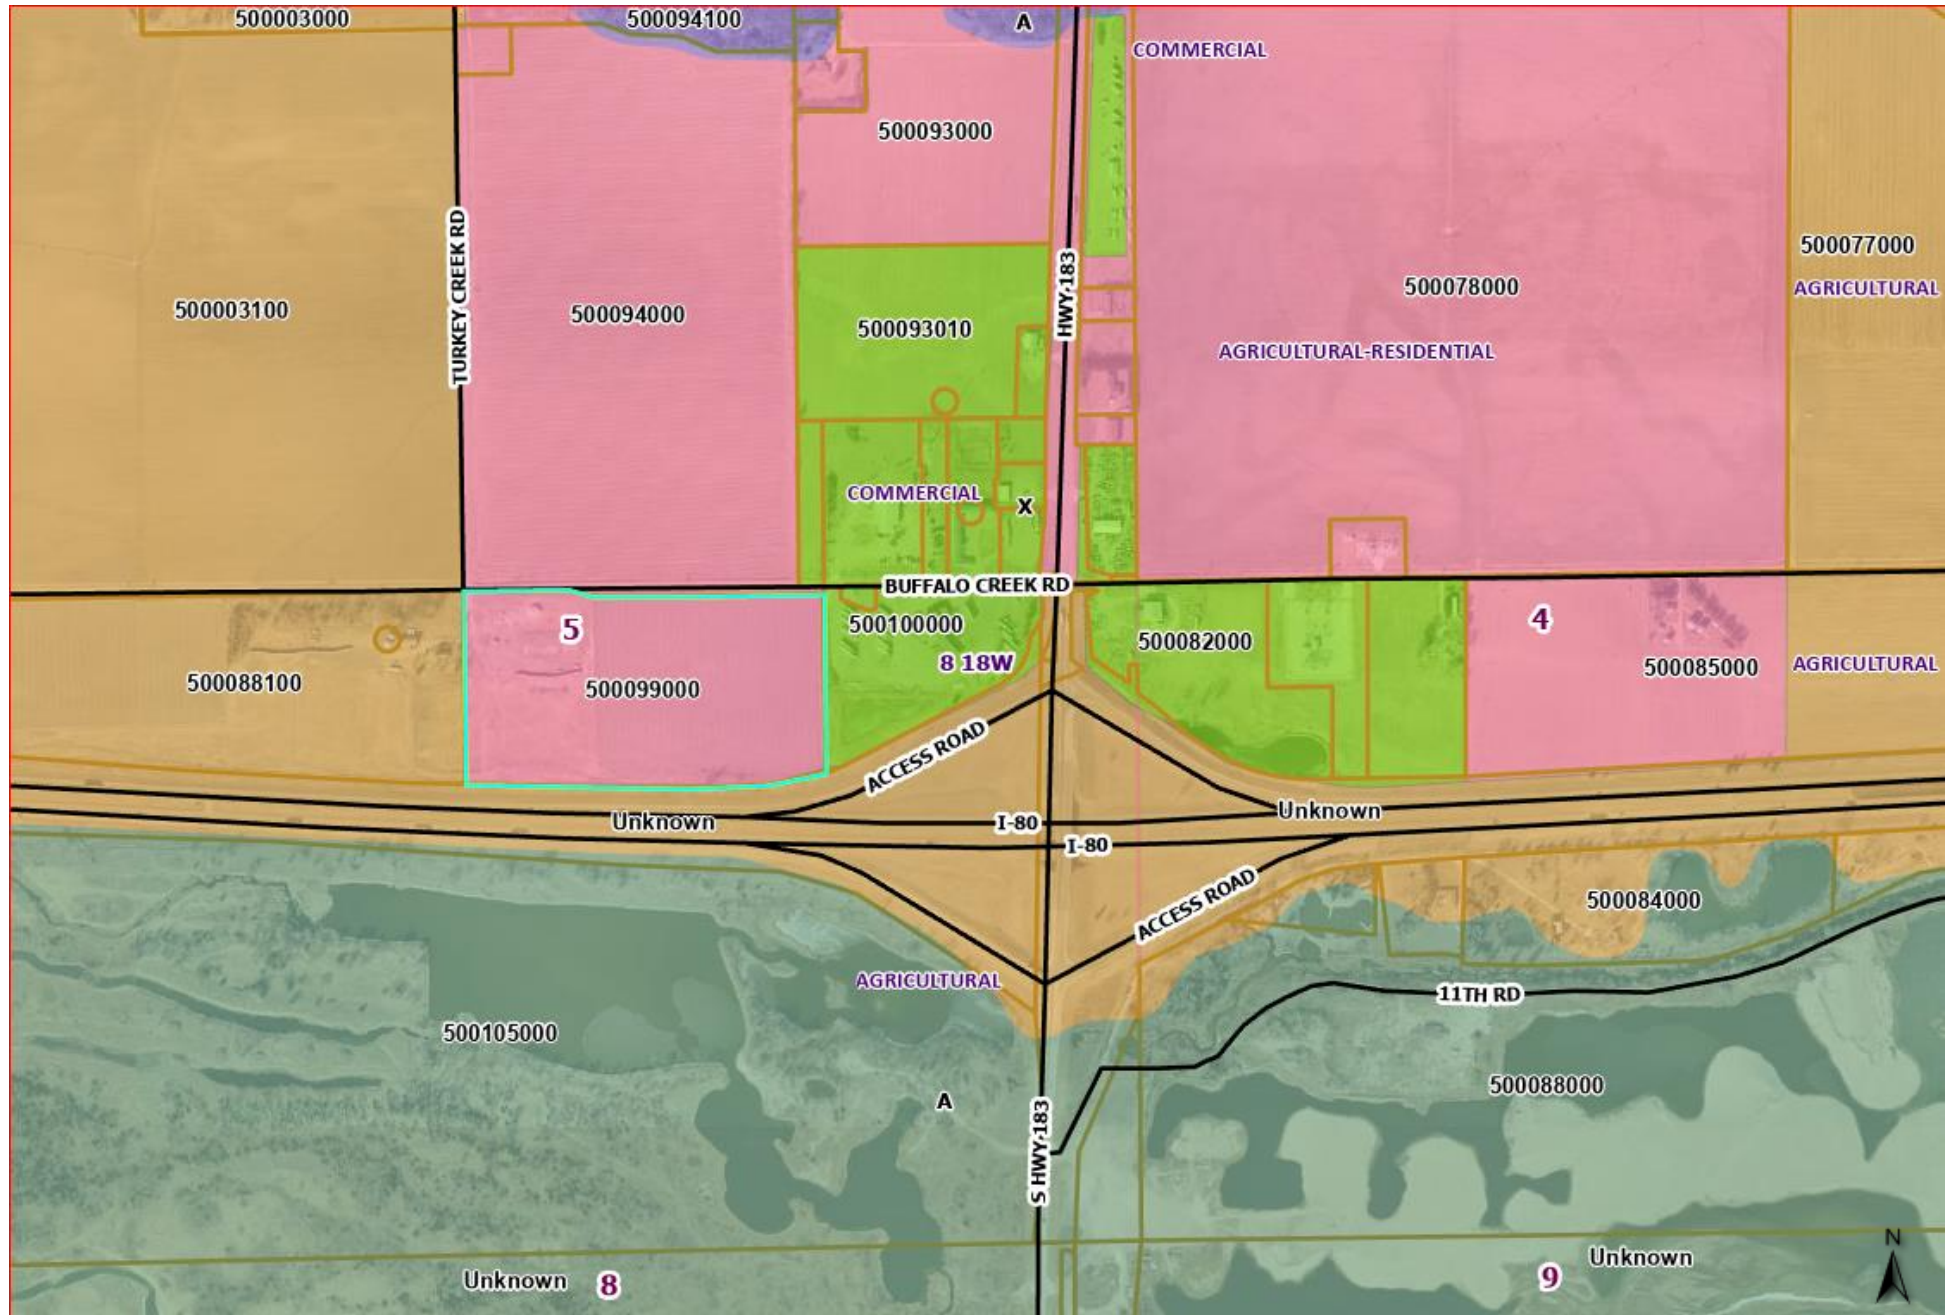 500003000
500094100
A
COMMERCIAL
500093000
TURKEY CREEK RD
HWY-183
500077000
500003100
500094000
500093010
500078000
AGRICULTURAL
AGRICULTURAL-RESIDENTIAL
COMMERCIAL
X
BUFFALO CREEK RD
5
500100000
4
500082000
8 18W
500088100
500099000
500085000
AGRICULTURAL
ACCESS ROAD
Unknown
I-80
Unknown
I-80
ACCESS ROAD
500084000
AGRICULTURAL
11TH RD
500105000
500088000
A
S HWY-183
N
Unknown
8
9
Unknown